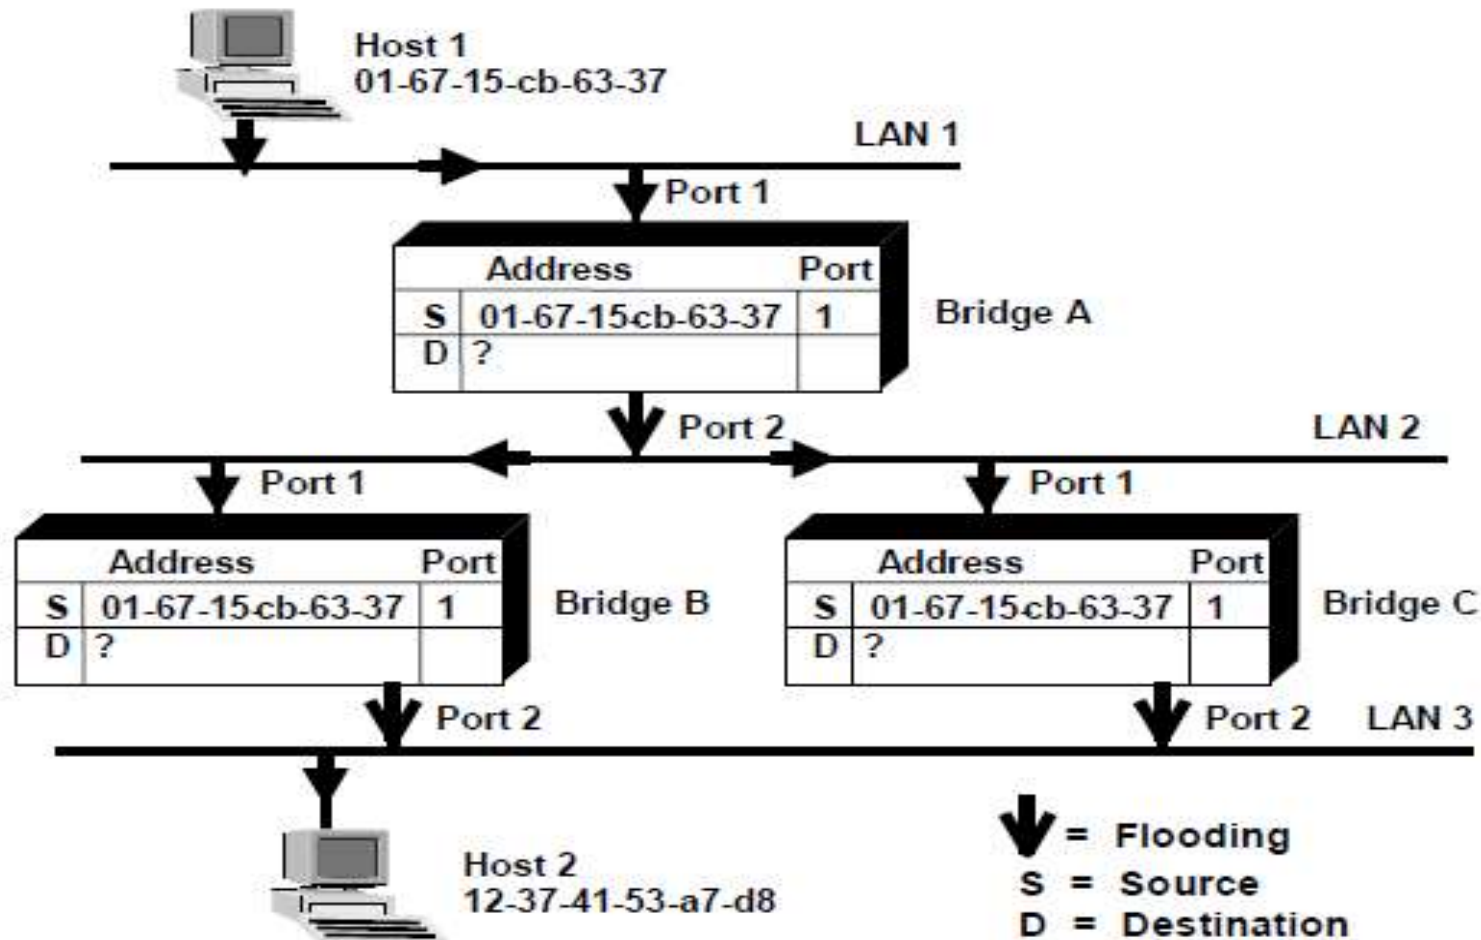 Host 1
01-67-15-cb-63-37
LAN 1
Port 1
Address Port
S 01-67-15-cb-63-37 1
D ?
Bridge A
Port 2
LAN 2
Port 1
Port 1
Address Port
S 01-67-15-cb-63-37 1
D ?
Bridge B
Address Port
S 01-67-15-cb-63-37 1
D ?
Bridge C
Port 2
Port 2
LAN 3
Host 2
12-37-41-53-a7-d8
= Flooding
S = Source
D = Destination